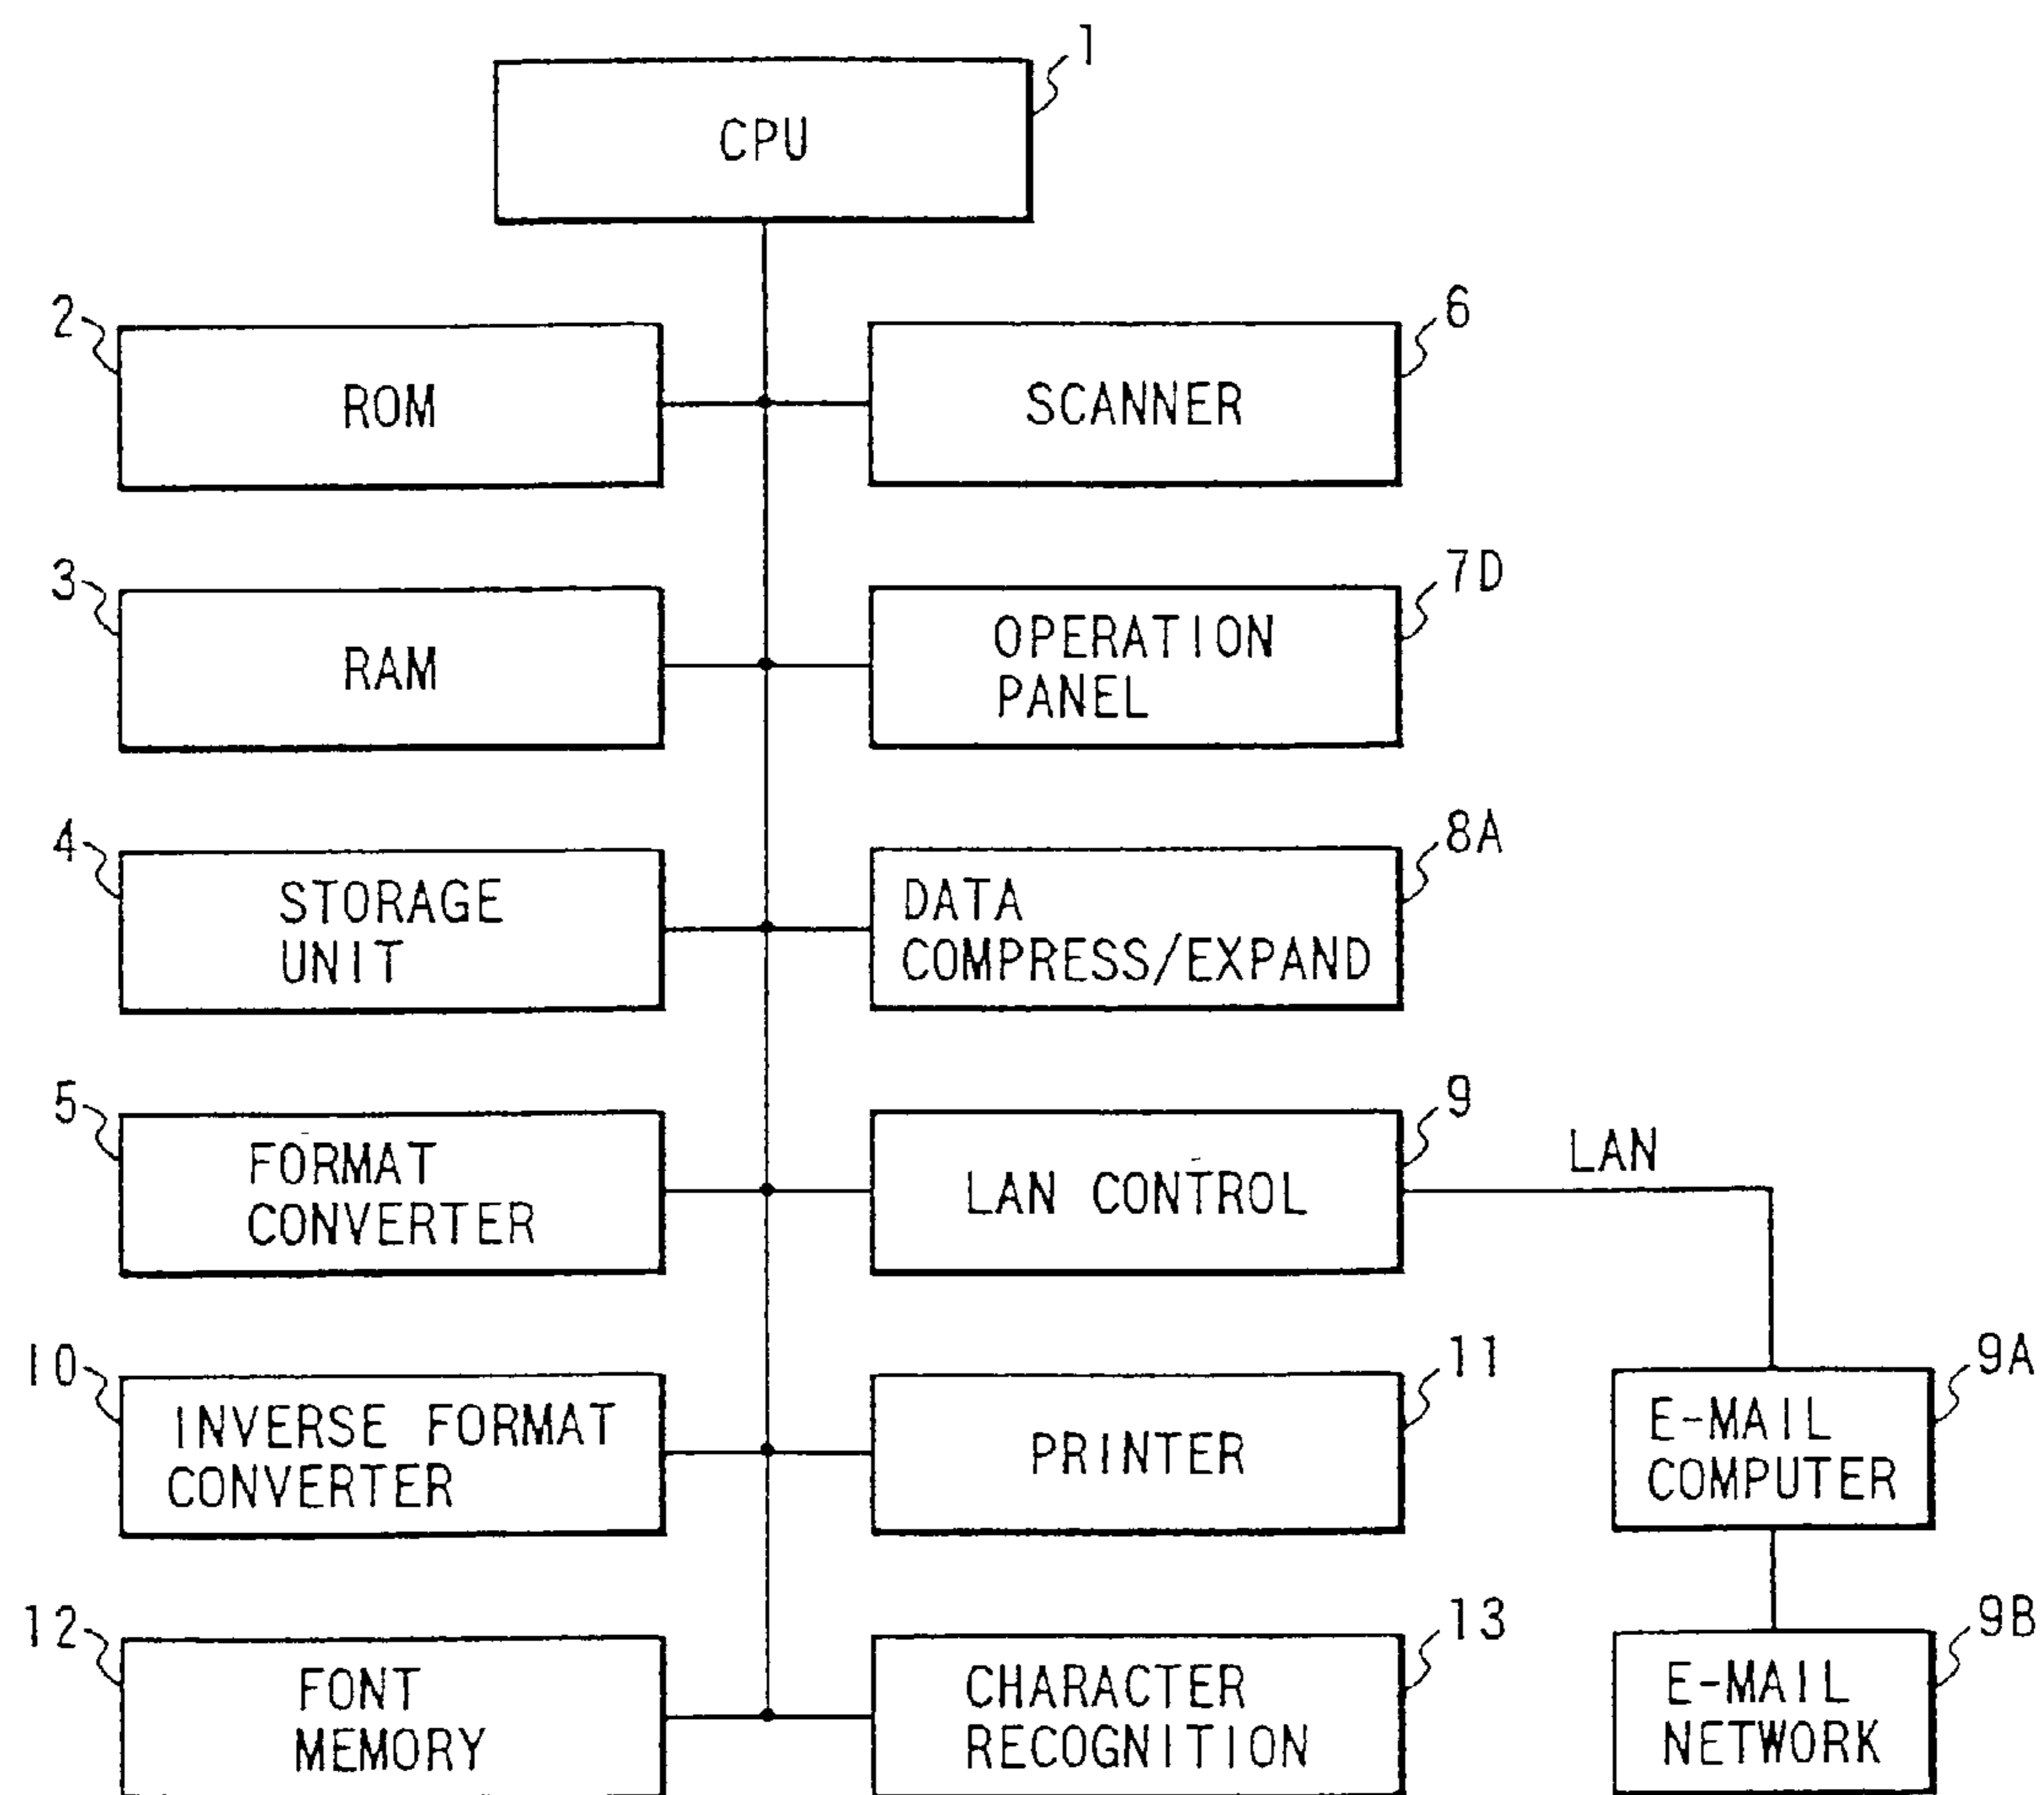 1
CPU
2
ROM
6
SCANNER
3
RAM
7D
OPERATION
PANEL
4
STORAGE
UNIT
8A
DATA
COMPRESS/EXPAND
5
FORMAT
CONVERTER
9
LAN CONTROL
LAN
10
INVERSE FORMAT
CONVERTER
11
PRINTER
9A
E-MAIL
COMPUTER
12
FONT
MEMORY
13
CHARACTER
RECOGNITION
9B
E-MAIL
NETWORK